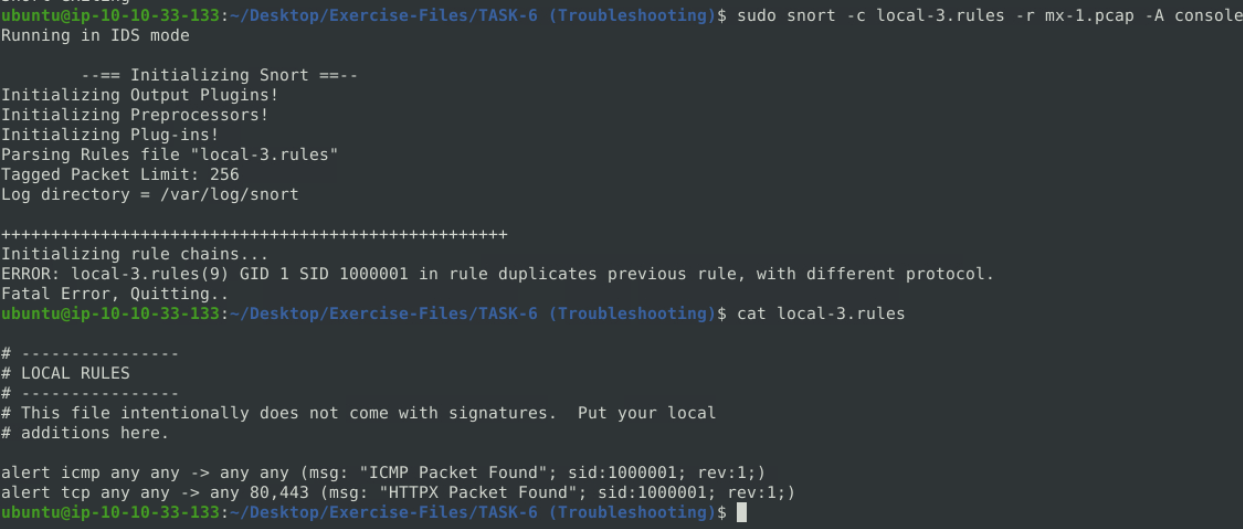 ubuntu@ip-10-10-33-133:~/Desktop/Exercise-Files/TASK-6 (Troubleshooting)$ sudo snort -c local-3.rules -r mx-1.pcap -A console
Running in IDS mode
--== Initializing Snort ==--
Initializing Output Plugins!
Initializing Preprocessors!
Initializing Plug-ins!
Parsing Rules file "local-3.rules"
Tagged Packet Limit: 256
Log directory = /var/log/snort
+++++++++++++++++++++++++++++++++++++++++++++++++++
Initializing rule chains...
ERROR: local-3.rules(9) GID 1 SID 1000001 in rule duplicates previous rule, with different protocol.
Fatal Error, Quitting..
ubuntu@ip-10-10-33-133:~/Desktop/Exercise-Files/TASK-6 (Troubleshooting)$ cat local-3.rules
# ----------------
# LOCAL RULES
# ----------------
# This file intentionally does not come with signatures.  Put your local
# additions here.
alert icmp any any -> any any (msg: "ICMP Packet Found"; sid:1000001; rev:1;)
alert tcp any any -> any 80,443 (msg: "HTTPX Packet Found"; sid:1000001; rev:1;)
ubuntu@ip-10-10-33-133:~/Desktop/Exercise-Files/TASK-6 (Troubleshooting)$